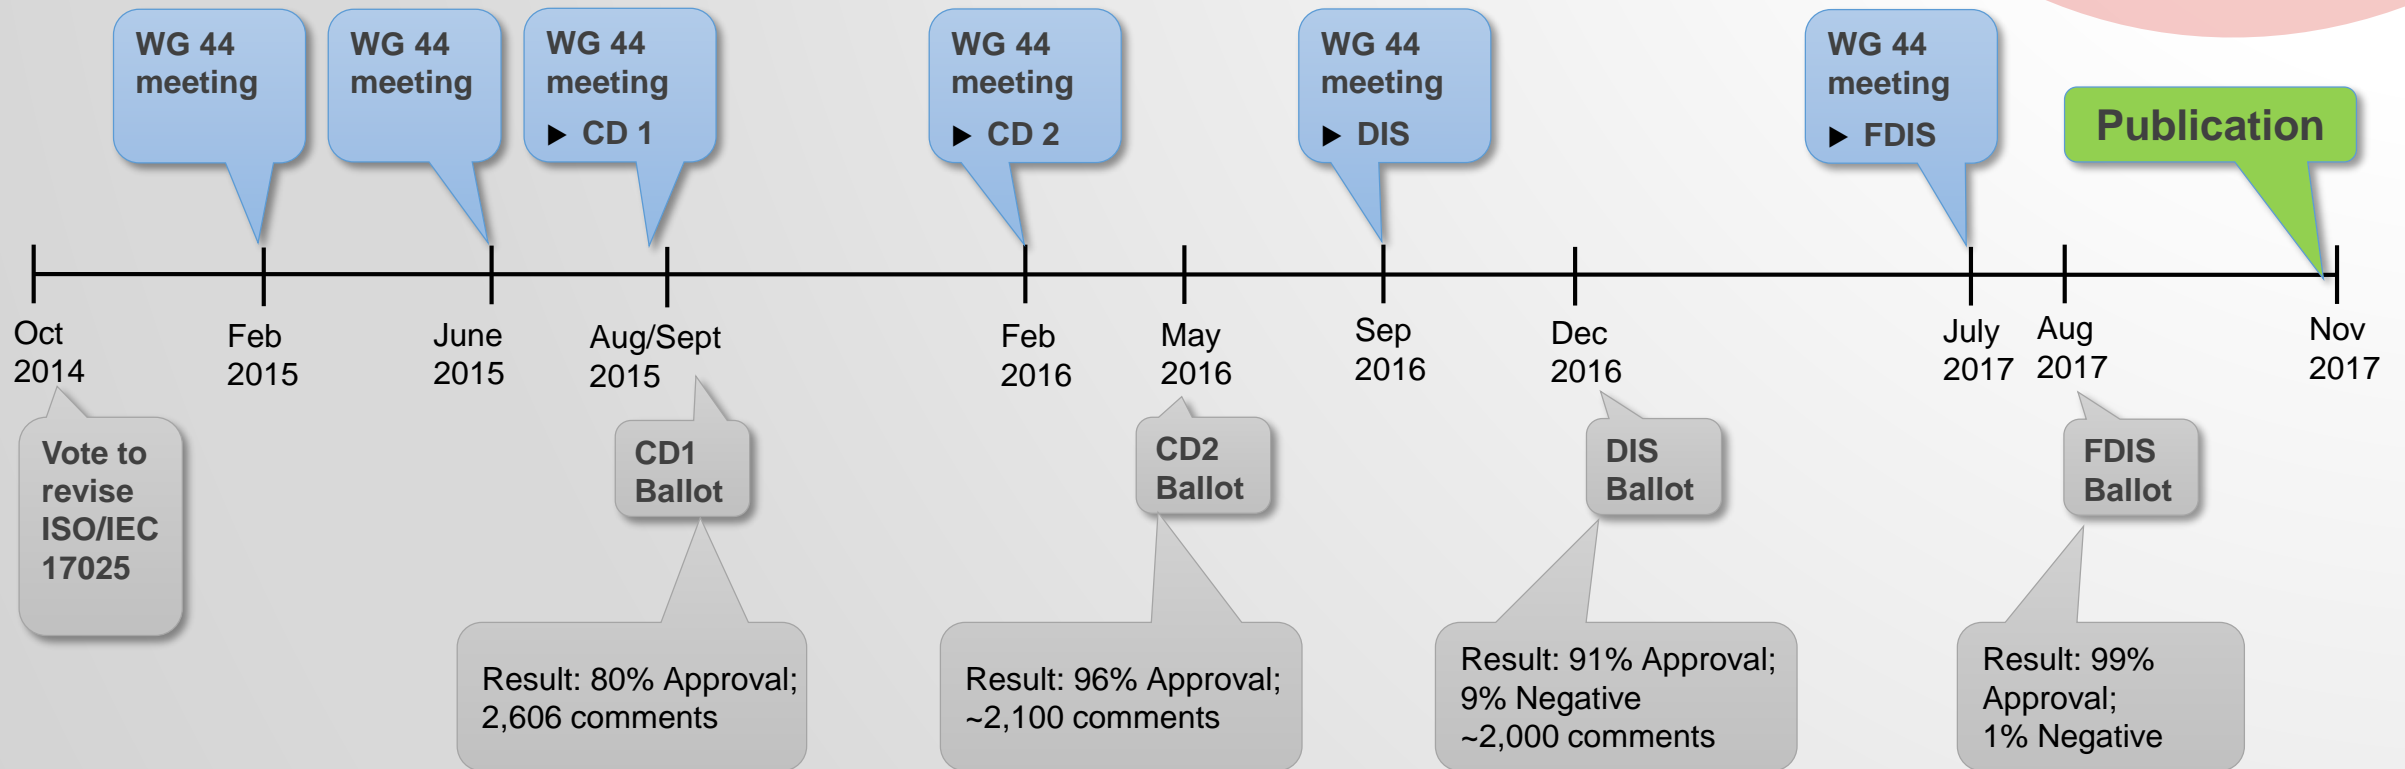 WG 44
meeting
WG 44
meeting
WG 44
meeting
► CD 1
WG 44
meeting
► CD 2
WG 44
meeting
► DIS
WG 44
meeting
► FDIS
Publication
Oct
2014
Feb
2015
June
2015
Aug/Sept
2015
Feb
2016
May
2016
Sep
2016
Dec
2016
July
2017
Aug
2017
Nov
2017
Vote to
revise
ISO/IEC
17025
CD1
Ballot
CD2
Ballot
DIS
Ballot
FDIS
Ballot
Result: 80% Approval;
2,606 comments
Result: 96% Approval;
~2,100 comments
Result: 91% Approval;
9% Negative
~2,000 comments
Result: 99%
Approval;
1% Negative